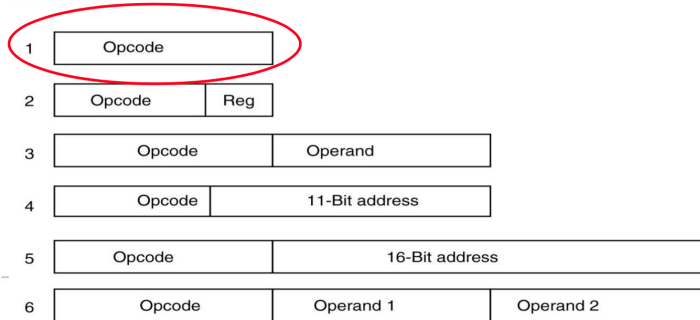 1 Opcode
2 Opcode Reg
3 Opcode Operand
4 Opcode 11-Bit address
5 Opcode 16-Bit address
6 Opcode Operand 1 Operand 2